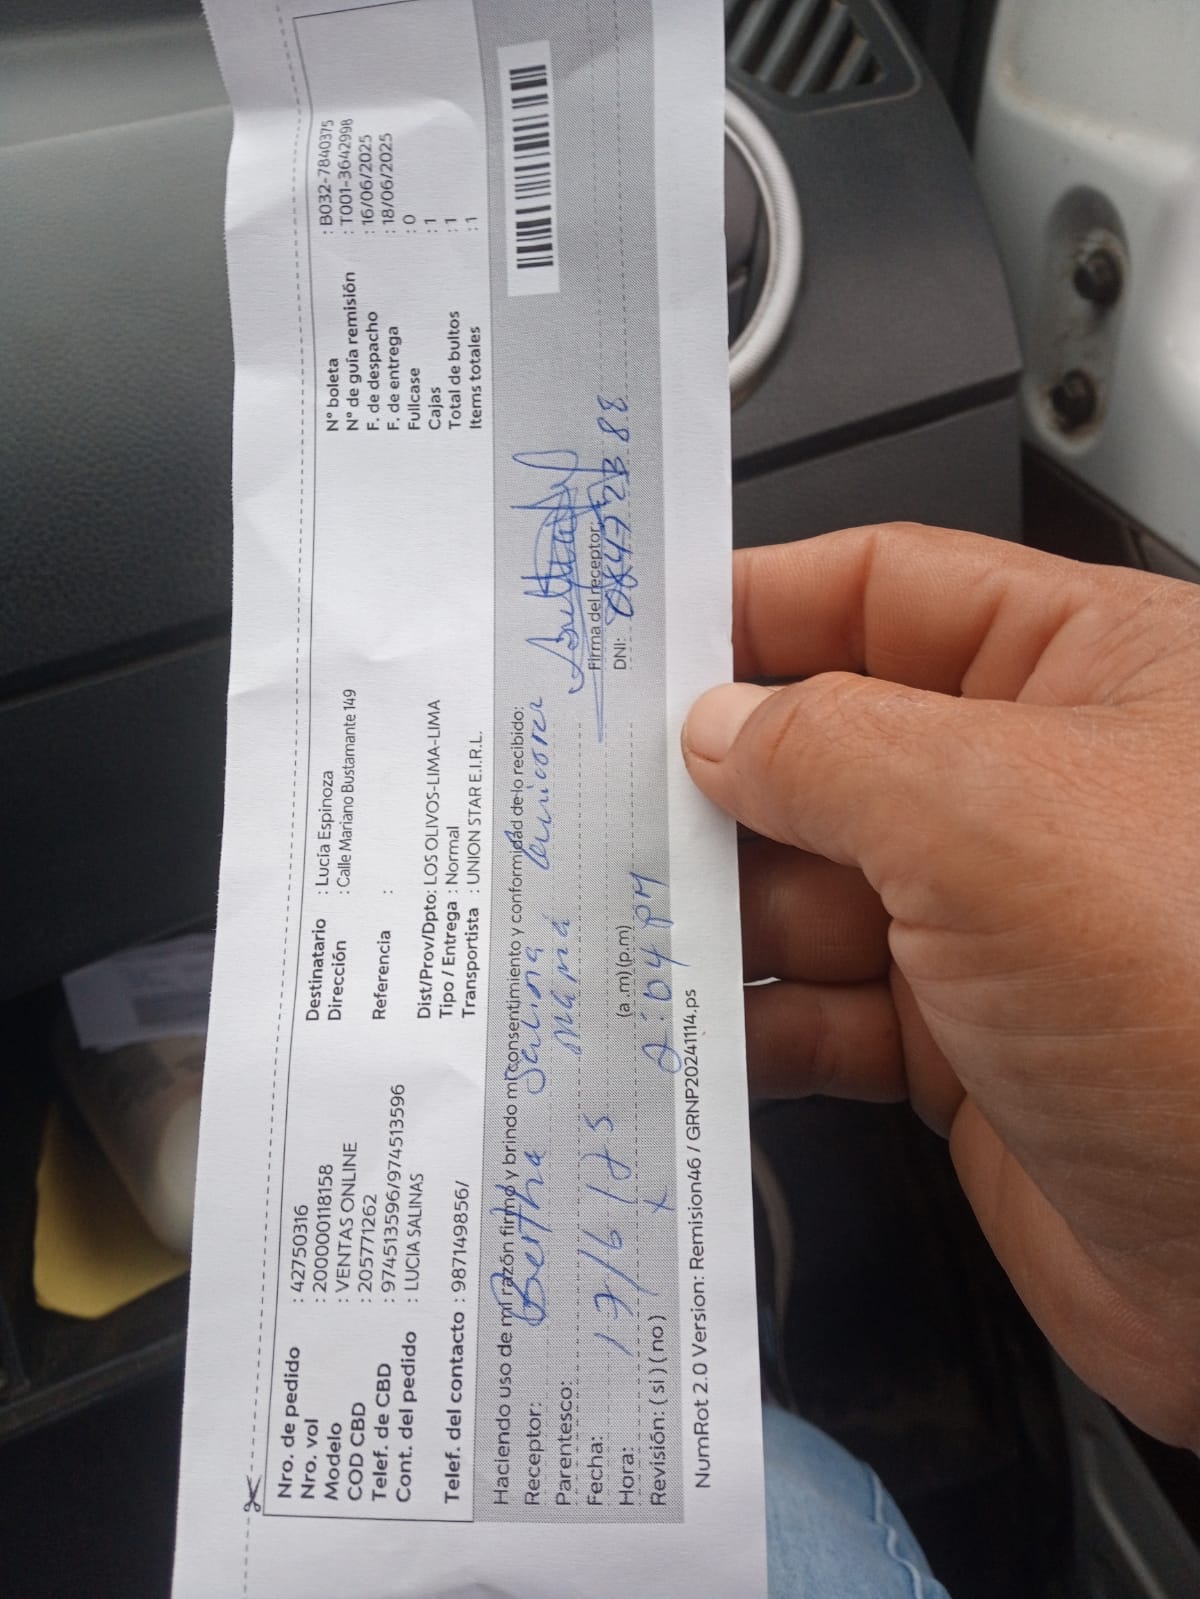 Nro. de pedido : 42750316
Nro. vol : 200000118158
Modelo : VENTAS ONLINE
COD CBD : 205771262
Telef. de CBD : 974513596/974513596
Cont. del pedido : LUCIA SALINAS
Telef. del contacto : 987149856/
Destinatario : Lucía Espinoza
Dirección : Calle Mariano Bustamante 149
Referencia :
Dist/Prov/Dpto: LOS OLIVOS-LIMA-LIMA
Tipo / Entrega : Normal
Transportista : UNION STAR E.I.R.L.
N° boleta : B032-7840375
N° de guía remisión : T001-3642998
F. de despacho : 16/06/2025
F. de entrega : 18/06/2025
Fullcase : 0
Cajas : 1
Total de bultos : 1
Items totales : 1
Haciendo uso de mi razón firmo y brindo mi consentimiento y conformidad de lo recibido:
Receptor: Bertha Salina
Parentesco: mama
Firma del receptor:
Fecha: 17/6/25
DNI:
Hora: (a.m) (p.m) 2:04 PM
Revisión: ( si ) ( no ) x
NumRot 2.0 Version: Remision46 / GRNP20241114.ps